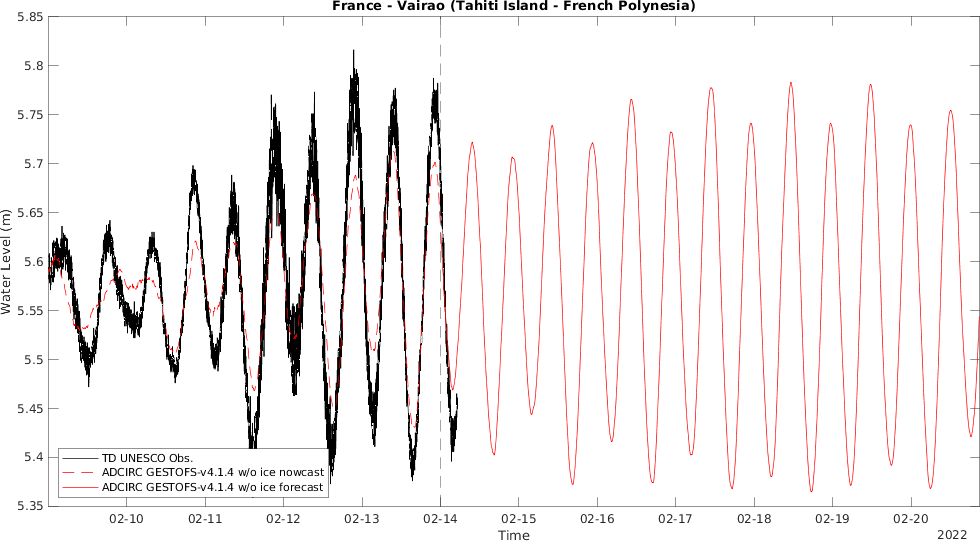 France - Vairao (Tahiti Island - French Polynesia)
5.85
5.8
5.75
5.7
5.65
5.6
5.55
5.5
5.45
5.4
5.35
Water Level (m)
TD UNESCO Obs.
ADCIRC GESTOFS-v4.1.4 w/o ice nowcast
ADCIRC GESTOFS-v4.1.4 w/o ice forecast
02-10 02-11 02-12 02-13 02-14 02-15 02-16 02-17 02-18 02-19 02-20
Time
2022